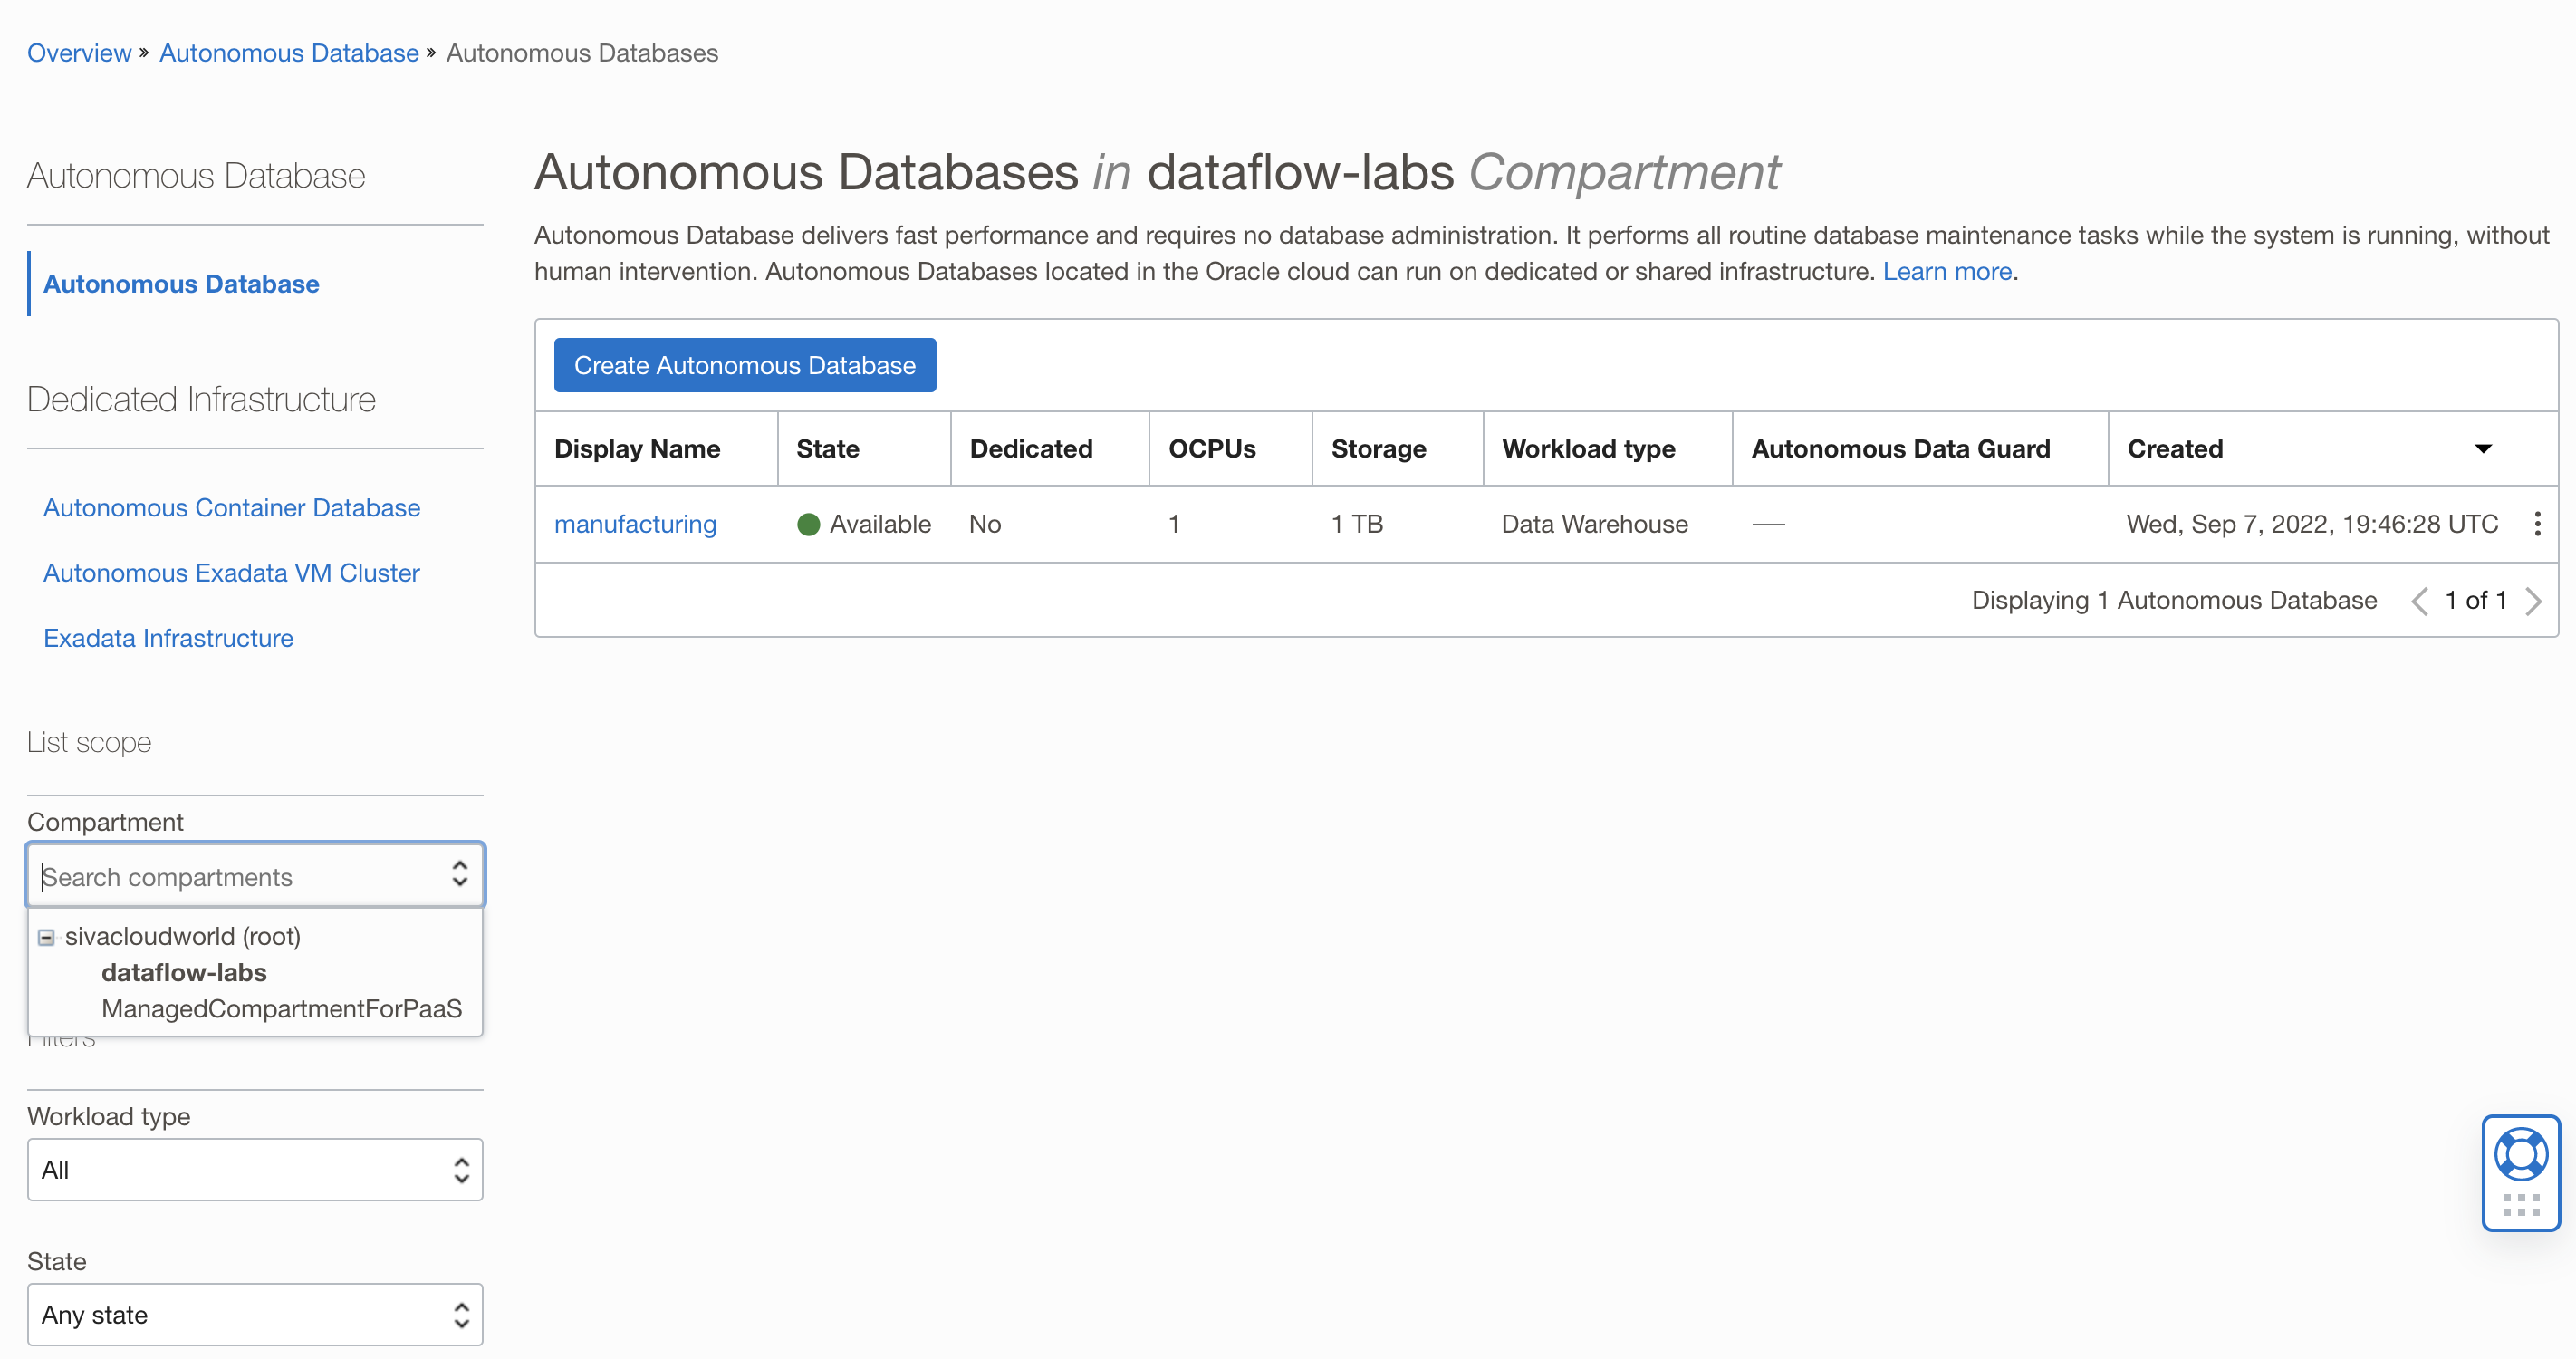 Overview » Autonomous Database » Autonomous Databases
Autonomous Database
Autonomous Database
Dedicated Infrastructure
Autonomous Container Database
Autonomous Exadata VM Cluster
Exadata Infrastructure
List scope
Compartment
Search compartments
sivacloudworld (root)
dataflow-labs
ManagedCompartmentForPaaS
Filters
Workload type
All
State
Any state
Autonomous Databases in dataflow-labs Compartment
Autonomous Database delivers fast performance and requires no database administration. It performs all routine database maintenance tasks while the system is running, without
human intervention. Autonomous Databases located in the Oracle cloud can run on dedicated or shared infrastructure. Learn more.
Create Autonomous Database
Display Name State Dedicated OCPUs Storage Workload type Autonomous Data Guard Created
manufacturing Available No 1 1 TB Data Warehouse — Wed, Sep 7, 2022, 19:46:28 UTC
Displaying 1 Autonomous Database < 1 of 1 >